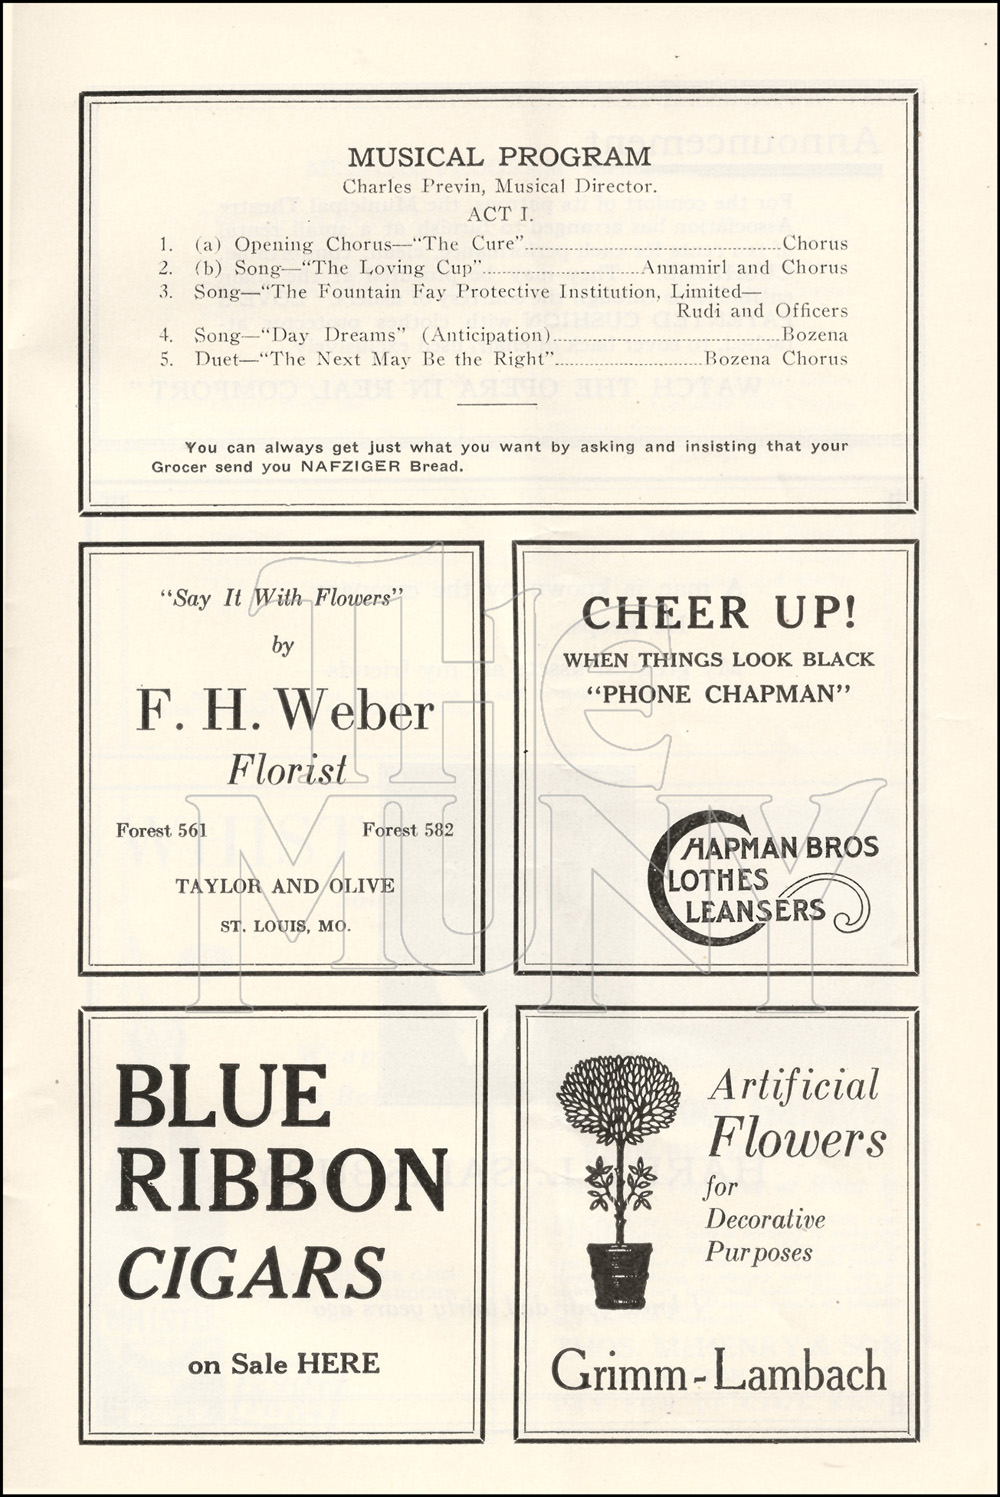 MUSICAL PROGRAM
Charles Previn, Musical Director.
ACT I.
1. (a) Opening Chorus—“The Cure”....................Chorus
2. (b) Song—“The Loving Cup”....................Annamirl and Chorus
3. Song—“The Fountain Fay Protective Institution, Limited—
Rudi and Officers
4. Song—“Day Dreams” (Anticipation)....................Bozena
5. Duet—“The Next May Be the Right”....................Bozena Chorus
You can always get just what you want by asking and insisting that your
Grocer send you NAFZIGER Bread.
“Say It With Flowers”
by
F. H. Weber
Florist
Forest 561 Forest 582
TAYLOR AND OLIVE
ST. LOUIS, MO.
CHEER UP!
WHEN THINGS LOOK BLACK
“PHONE CHAPMAN”
CHAPMAN BROS
CLOTHES
CLEANSERS
THE
MUNY
BLUE
RIBBON
CIGARS
on Sale HERE
Artificial
Flowers
for
Decorative
Purposes
Grimm-Lambach